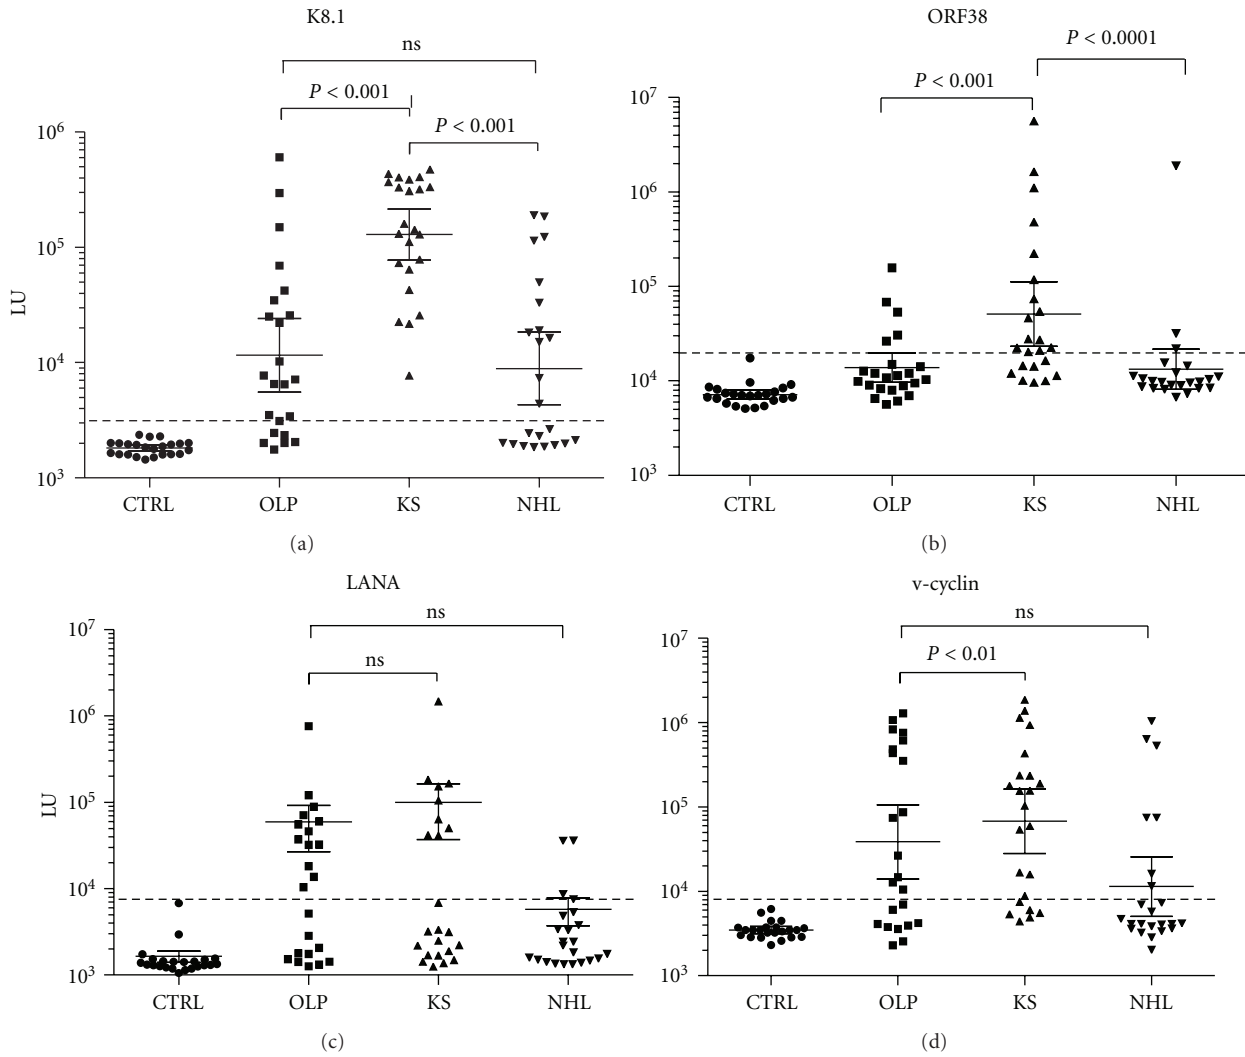 K8.1
ns
P < 0.001
P < 0.001
LU
10^6
10^5
10^4
10^3
CTRL OLP KS NHL
(a)
ORF38
P < 0.0001
P < 0.001
10^7
10^6
10^5
10^4
10^3
CTRL OLP KS NHL
(b)
LANA
ns
ns
LU
10^7
10^6
10^5
10^4
10^3
CTRL OLP KS NHL
(c)
v-cyclin
ns
P < 0.01
10^7
10^6
10^5
10^4
10^3
CTRL OLP KS NHL
(d)